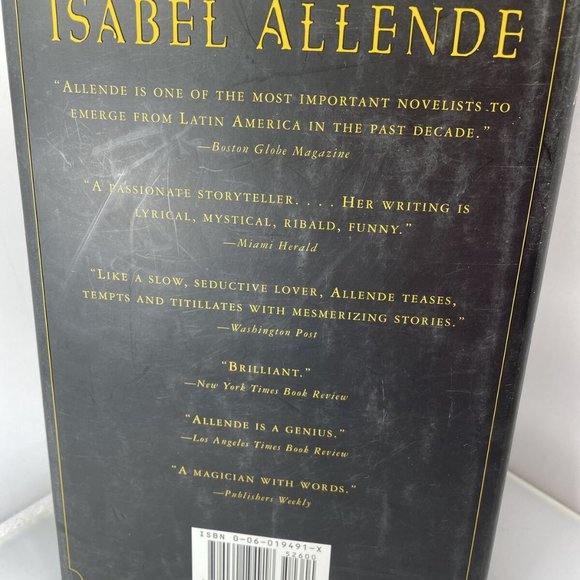 ISABEL ALLENDE
“ALLENDE IS ONE OF THE MOST IMPORTANT NOVELISTS TO
EMERGE FROM LATIN AMERICA IN THE PAST DECADE.”
—Boston Globe Magazine
“A PASSIONATE STORYTELLER. . . . HER WRITING IS
LYRICAL, MYSTICAL, RIBALD, FUNNY.”
—Miami Herald
“LIKE A SLOW, SEDUCTIVE LOVER, ALLENDE TEASES,
TEMPTS AND TITILLATES WITH MESMERIZING STORIES.”
—Washington Post
“BRILLIANT.”
—New York Times Book Review
“ALLENDE IS A GENIUS.”
—Los Angeles Times Book Review
“A MAGICIAN WITH WORDS.”
—Publishers Weekly
ISBN 0-06-019491-X
52600